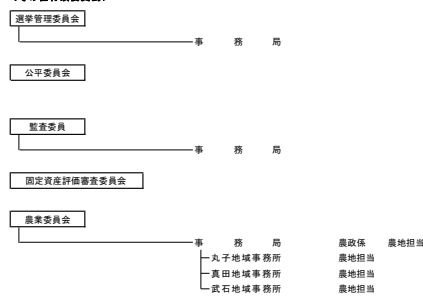 選挙管理委員会
事務局
公平委員会
監査委員
事務局
固定資産評価審査委員会
農業委員会
事務局 農政係 農地担当
丸子地域事務所 農地担当
真田地域事務所 農地担当
武石地域事務所 農地担当